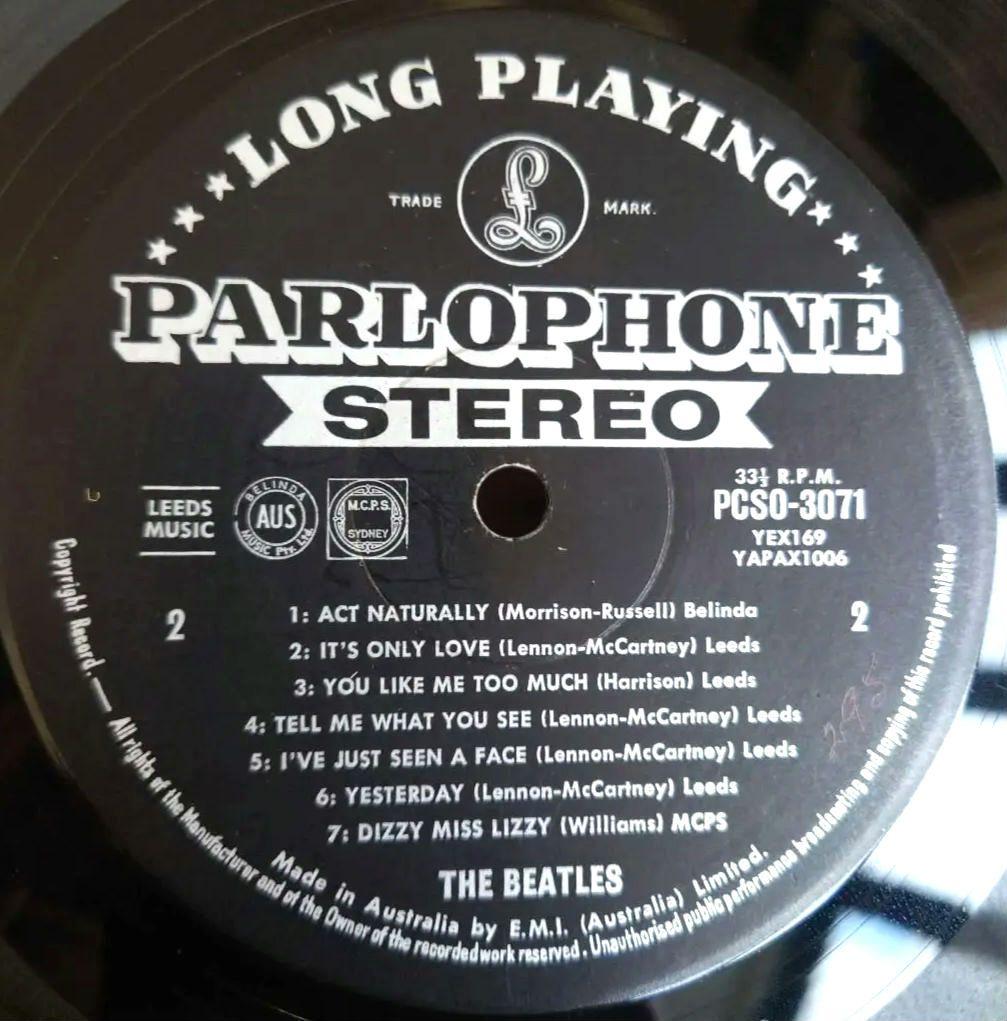 LONG PLAYING
TRADE MARK.
£
PARLOPHONE
STEREO
LEEDS
MUSIC
BELINDA
AUS
MUSIC Pty. Ltd.
M.C.P.S.
SYDNEY
33⅓ R.P.M.
PCSO-3071
YEX169
YAPAX1006
2
2
1: ACT NATURALLY (Morrison-Russell) Belinda
2: IT'S ONLY LOVE (Lennon-McCartney) Leeds
3: YOU LIKE ME TOO MUCH (Harrison) Leeds
4: TELL ME WHAT YOU SEE (Lennon-McCartney) Leeds
5: I'VE JUST SEEN A FACE (Lennon-McCartney) Leeds
6: YESTERDAY (Lennon-McCartney) Leeds
7: DIZZY MISS LIZZY (Williams) MCPS
THE BEATLES
Made in Australia by E.M.I. (Australia) Limited.
Copyright Record. — All rights of the Manufacturer and of the Owner of the recorded work reserved. Unauthorised public performance broadcasting and copying of this record prohibited